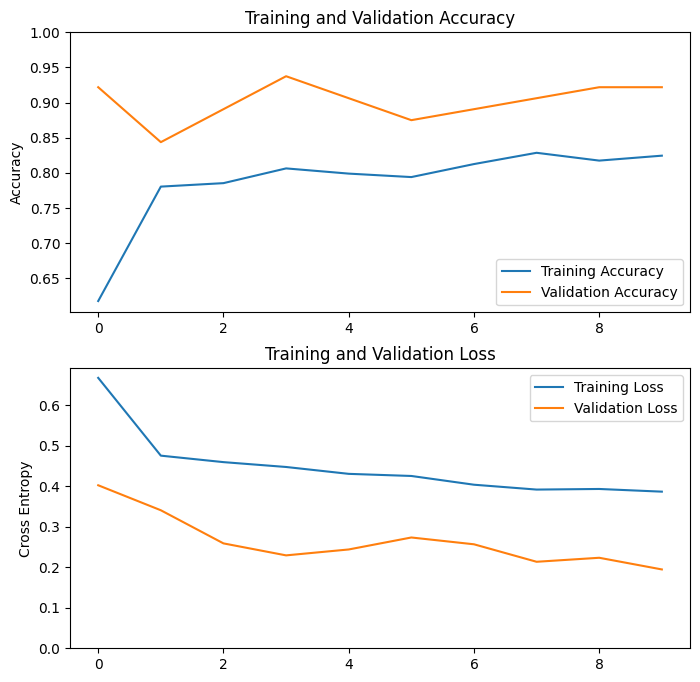 Training and Validation Accuracy
1.00
0.95
0.90
0.85
0.80
0.75
0.70
0.65
Accuracy
Training Accuracy
Validation Accuracy
0 2 4 6 8
Training and Validation Loss
Training Loss
Validation Loss
0.6
0.5
0.4
0.3
0.2
0.1
0.0
Cross Entropy
0 2 4 6 8